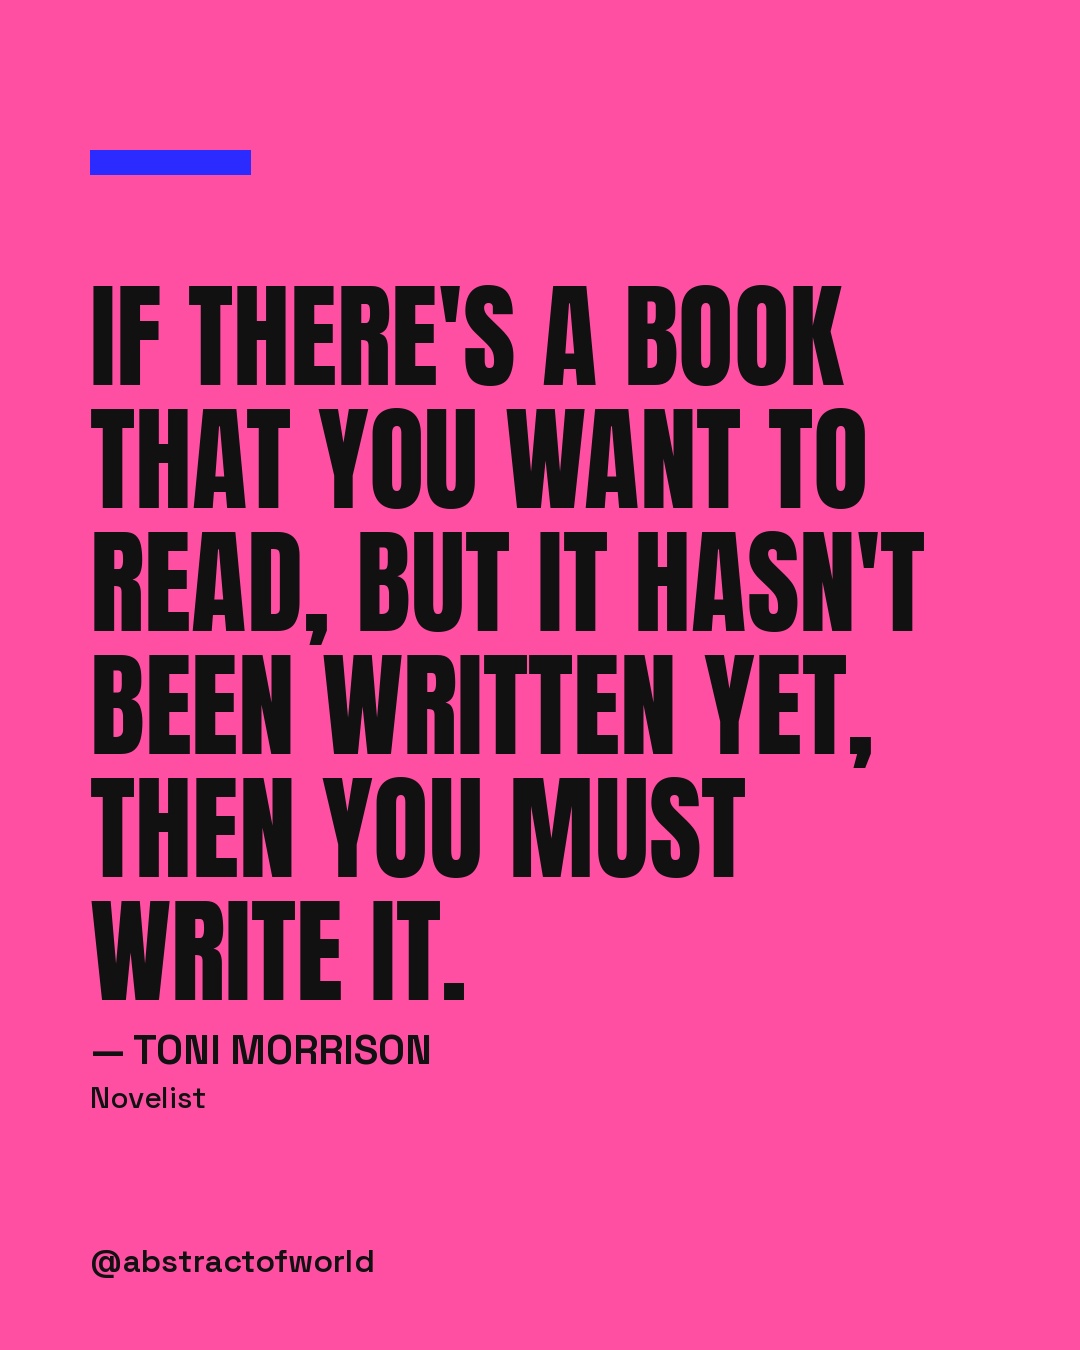 IF THERE'S A BOOK
THAT YOU WANT TO
READ, BUT IT HASN'T
BEEN WRITTEN YET,
THEN YOU MUST
WRITE IT.
— TONI MORRISON
Novelist
@abstractofworld